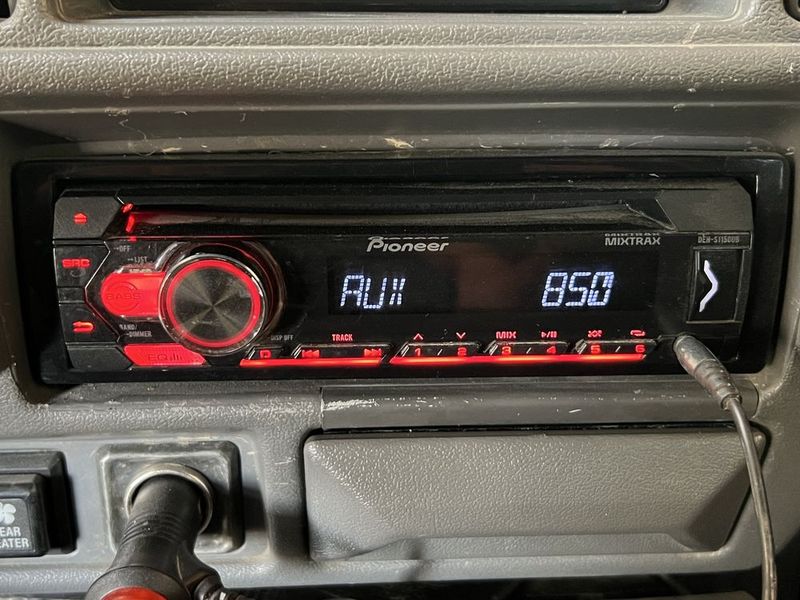 Pioneer
MIXTRAX
DEH-S1150UB
OFF
LIST
SRC
BASS
BAND/
DIMMER
EQ
AUX 850
DISP OFF
TRACK
MIX
1 / 2 3 / 4 5 / 6
REAR
HEATER